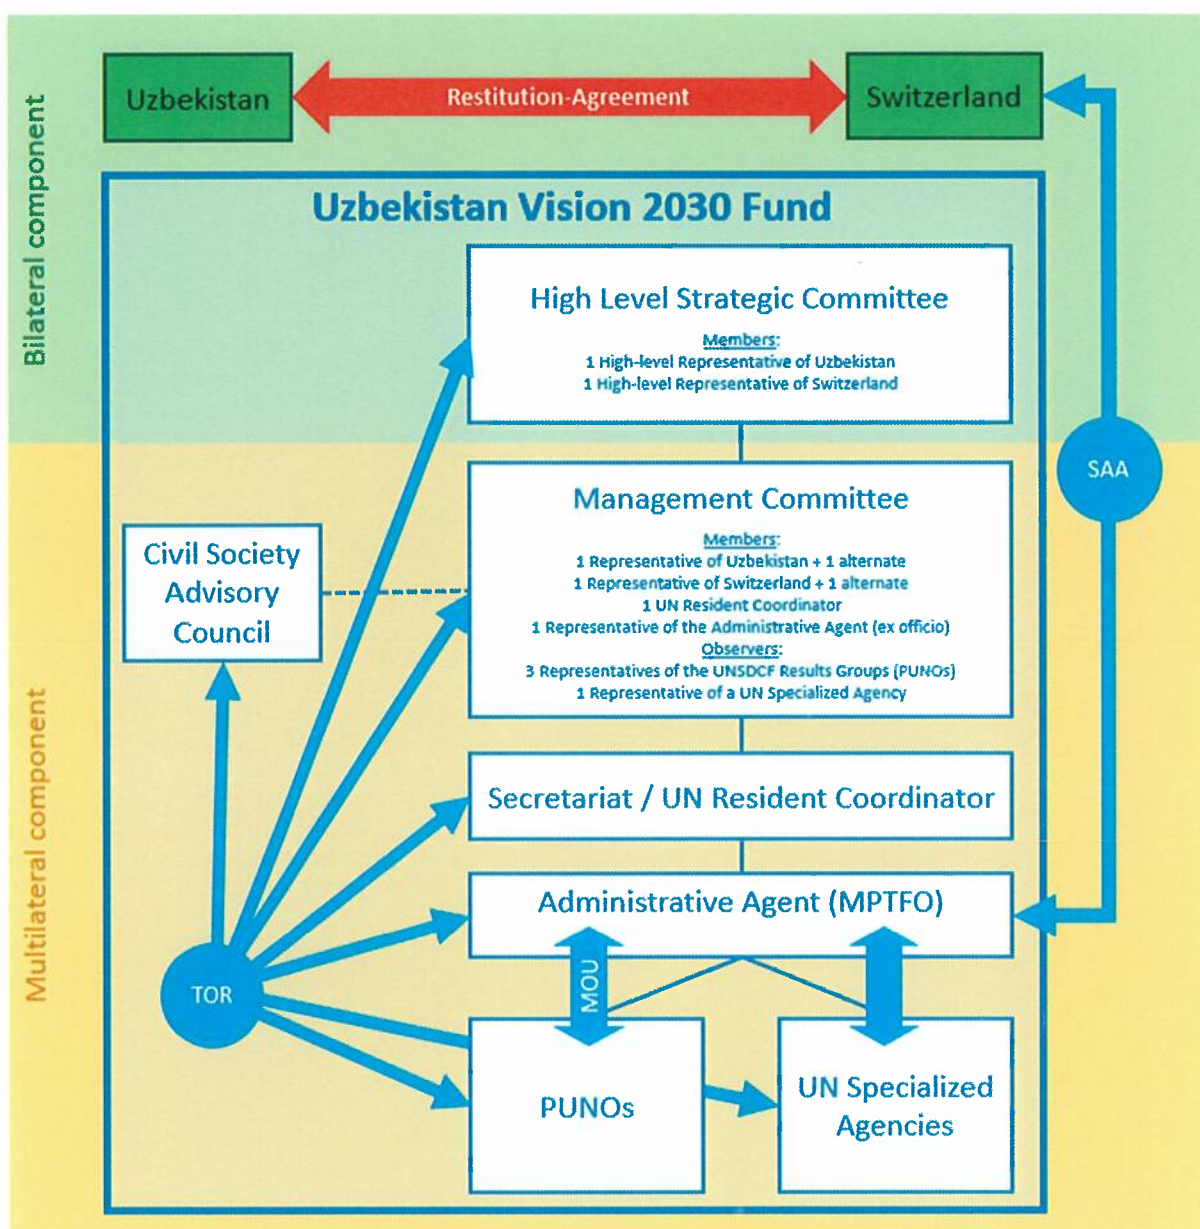 Bilateral component
Uzbekistan
Restitution-Agreement
Switzerland
Uzbekistan Vision 2030 Fund
High Level Strategic Committee
Members:
1 High-level Representative of Uzbekistan
1 High-level Representative of Switzerland
SAA
Multilateral component
Management Committee
Members:
1 Representative of Uzbekistan + 1 alternate
1 Representative of Switzerland + 1 alternate
1 UN Resident Coordinator
1 Representative of the Administrative Agent (ex officio)
Observers:
3 Representatives of the UNSDCF Results Groups (PUNOs)
1 Representative of a UN Specialized Agency
Civil Society
Advisory
Council
Secretariat / UN Resident Coordinator
Administrative Agent (MPTFO)
TOR
MOU
PUNOs
UN Specialized
Agencies